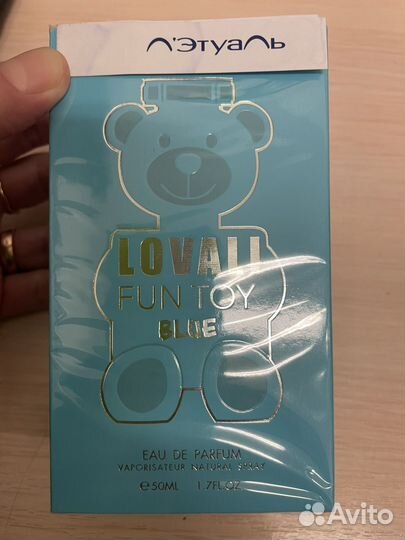 Л'Этуаль
LOVALI
FUN TOY
BLUE
EAU DE PARFUM
VAPORISATEUR NATURAL SPRAY
℮50ML 1.7FL.OZ
Avito